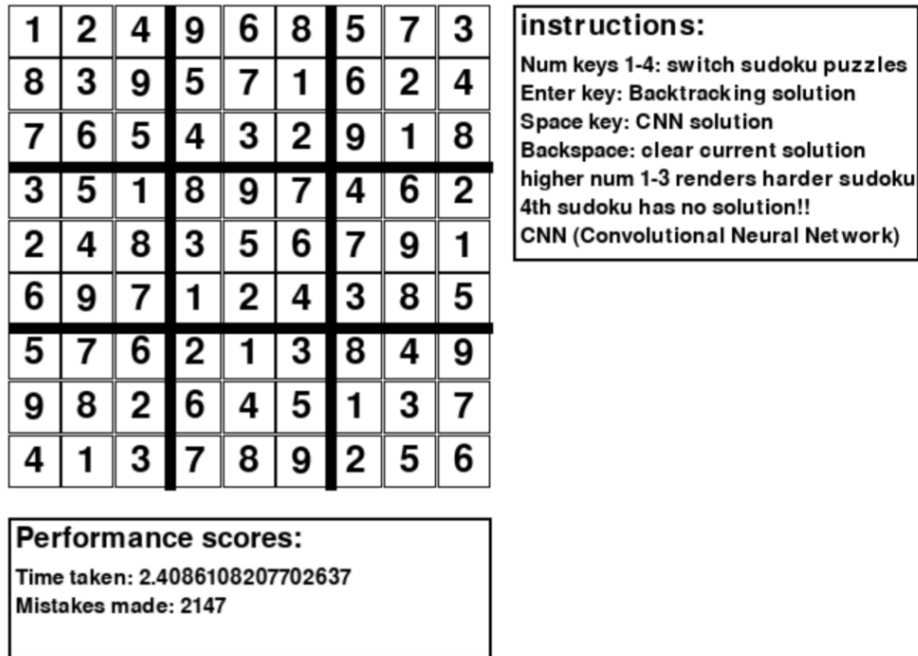 1 2 4 9 6 8 5 7 3
8 3 9 5 7 1 6 2 4
7 6 5 4 3 2 9 1 8
3 5 1 8 9 7 4 6 2
2 4 8 3 5 6 7 9 1
6 9 7 1 2 4 3 8 5
5 7 6 2 1 3 8 4 9
9 8 2 6 4 5 1 3 7
4 1 3 7 8 9 2 5 6
instructions:
Num keys 1-4: switch sudoku puzzles
Enter key: Backtracking solution
Space key: CNN solution
Backspace: clear current solution
higher num 1-3 renders harder sudoku
4th sudoku has no solution!!
CNN (Convolutional Neural Network)
Performance scores:
Time taken: 2.4086108207702637
Mistakes made: 2147